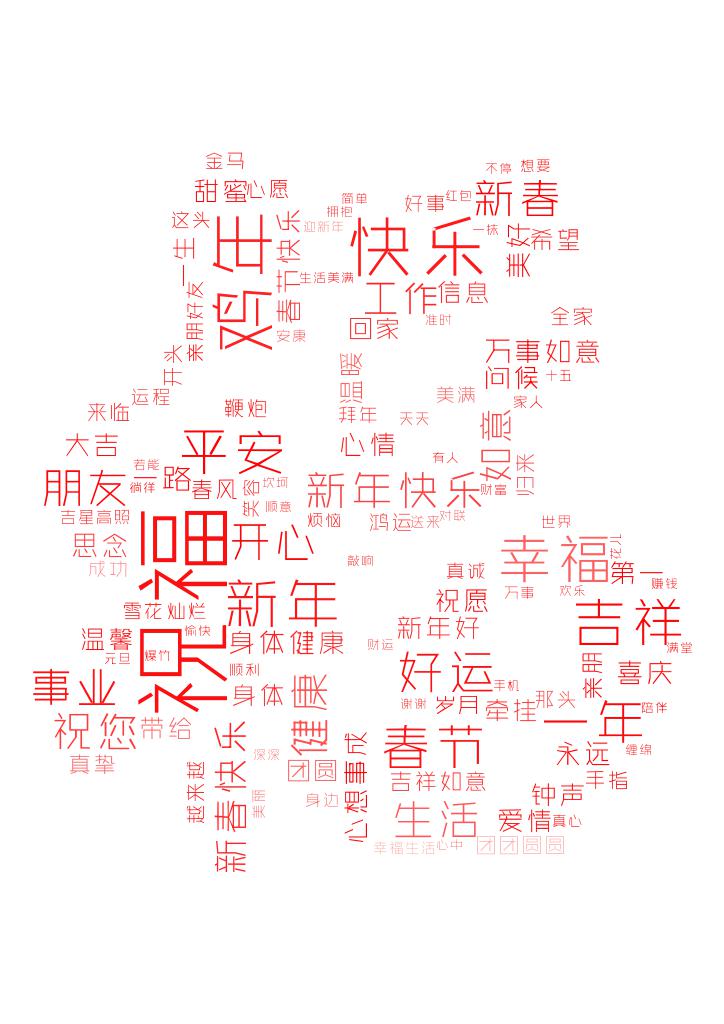 金马
不停
想要
甜蜜
心愿
简单
好事
红包
新春
这头
拥抱
迎新年
快乐
一拣
美好
希望
一生
鸡年
春节快乐
生活美满
工作
信息
亲朋好友
安康
回家
准时
全家
开头
温暖
万事如意
问候
十五
运程
美满
家人
来临
鞭炮
拜年
天天
如意
大吉
平安
心情
有人
归来
若能
朋友
一路
徜徉
春风
笑容
坎坷
新年快乐
财富
吉星高照
顺意
烦恼
鸿运
送来
对联
世界
祝福
思念
开心
敲响
幸福
花儿
成功
真诚
第一
赚钱
雪花灿烂
新年
祝愿
万事
欢乐
吉祥
温馨
愉快
身体健康
新年好
满堂
元旦
爆竹
财运
事业
顺利
好运
亲朋
喜庆
身体
健康
手机
谢谢
岁月
牵挂
那头
一年
陪伴
祝您
带给
新春快乐
深深
心想事成
春节
永远
缠绵
真挚
越来越
团圆
吉祥如意
手指
美丽
身边
钟声
生活
爱情
真心
幸福生活
心中
团团圆圆